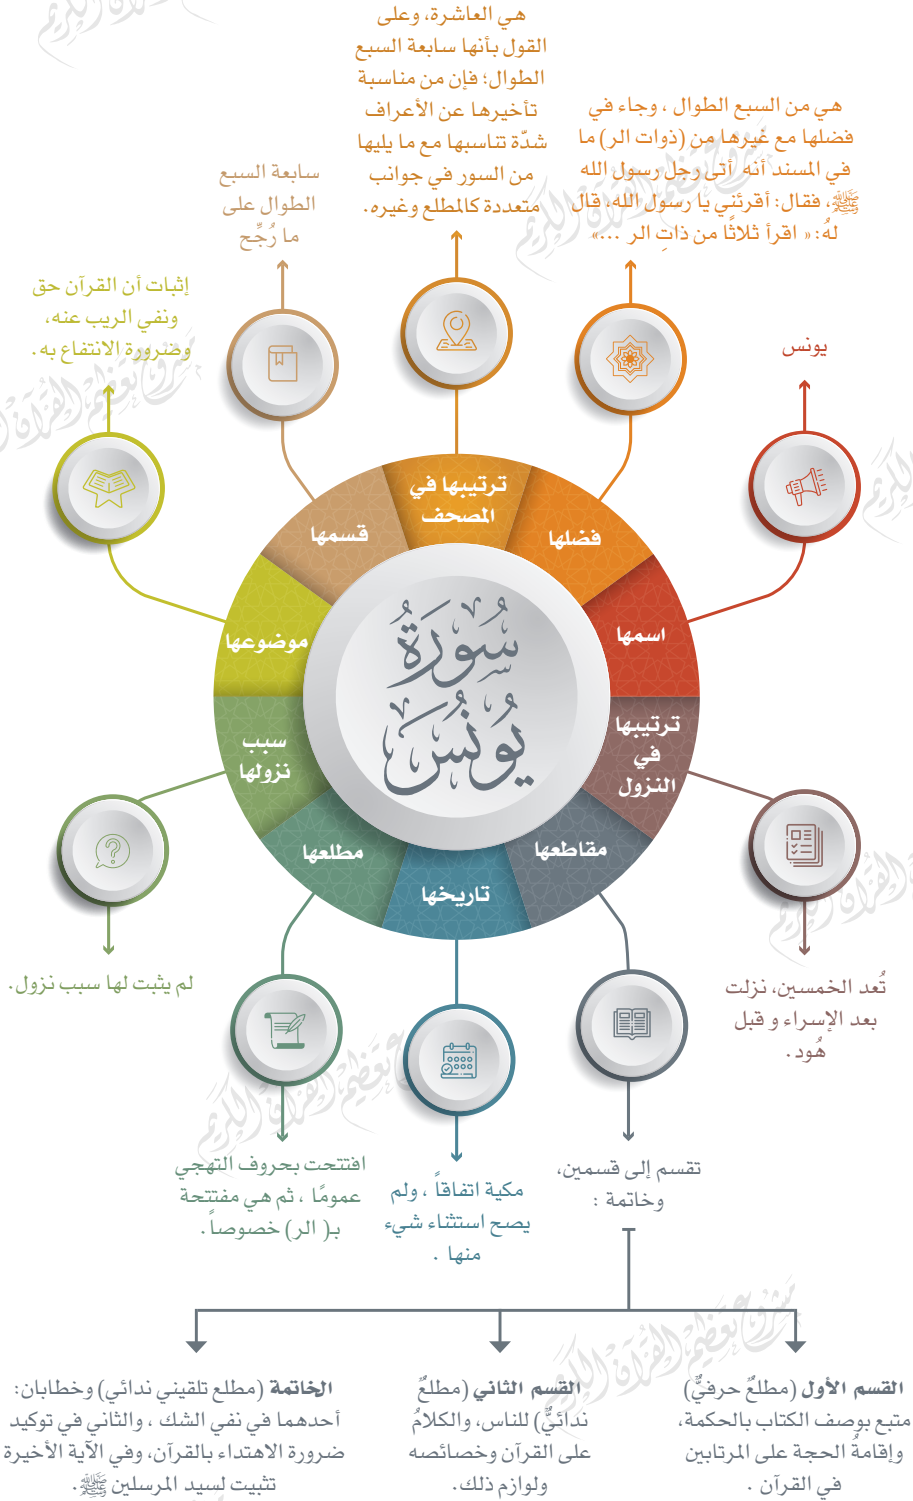 هي العاشرة، وعلى
القول بأنها سابعة السبع
الطوال؛ فإن من مناسبة
تأخيرها عن الأعراف
شدّة تناسبها مع ما يليها
من السور في جوانب
متعددة كالمطلع وغيره.
هي من السبع الطوال ، وجاء في
فضلها مع غيرها من (ذوات الر) ما
في المسند أنه أتى رجل رسول الله
ﷺ، فقال: أقرئني يا رسول الله، قال
لهُ: « اقرأ ثلاثًا من ذاتِ الر ...»
سابعة السبع
الطوال على
ما رُجِّح
إثبات أن القرآن حق
ونفي الريب عنه،
وضرورة الانتفاع به.
يونس
ترتيبها في
المصحف
فضلها
قسمها
اسمها
موضوعها
سُورَةُ
يُونُسَ
ترتيبها
في
النزول
سبب
نزولها
مقاطعها
مطلعها
تاريخها
تُعد الخمسين، نزلت
بعد الإسراء و قبل
هُود.
لم يثبت لها سبب نزول.
افتتحت بحروف التهجي
عمومًا ، ثم هي مفتتحة
بـ( الر) خصوصاً.
مكية اتفاقاً ، ولم
يصح استثناء شيء
منها .
تقسم إلى قسمين،
وخاتمة :
القسم الأول (مطلعٌ حرفيٌّ)
متبع بوصف الكتاب بالحكمة،
وإقامةُ الحجة على المرتابين
في القرآن .
القسم الثاني (مطلعٌ
ندائيٌّ) للناس، والكلامُ
على القرآن وخصائصه
ولوازم ذلك.
الخاتمة (مطلع تلقيني ندائي) وخطابان:
أحدهما في نفي الشك ، والثاني في توكيد
ضرورة الاهتداء بالقرآن، وفي الآية الأخيرة
تثبيت لسيد المرسلين ﷺ.